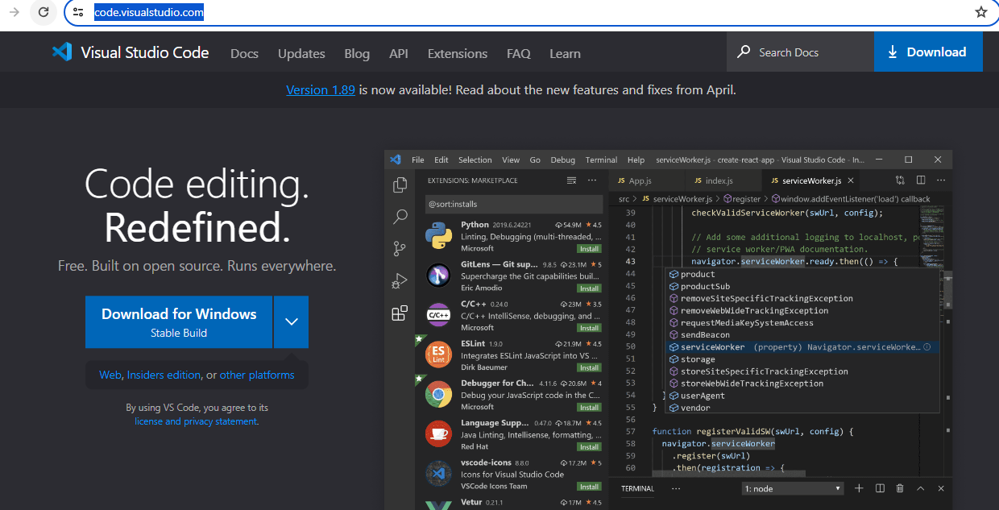 code.visualstudio.com
Visual Studio Code Docs Updates Blog API Extensions FAQ Learn Search Docs Download
Version 1.89 is now available! Read about the new features and fixes from April.
Code editing.
Redefined.
Free. Built on open source. Runs everywhere.
Download for Windows
Stable Build
Web, Insiders edition, or other platforms
By using VS Code, you agree to its
license and privacy statement.
File Edit Selection View Go Debug Terminal Help serviceWorker.js - create-react-app - Visual Studio Code - In...
EXTENSIONS: MARKETPLACE ...
@sort:installs
Python 2019.6.24221 54.9M ★ 4.5
Linting, Debugging (multi-threaded, ...
Microsoft Install
GitLens — Git sup... 9.8.5 23.1M ★ 5
Supercharge the Git capabilities buil...
Eric Amodio Install
C/C++
C/C++ 0.24.0 23M ★ 3.5
C/C++ IntelliSense, debugging, and ...
Microsoft Install
ES
Lint
ESLint 1.9.0 21.9M ★ 4.5
Integrates ESLint JavaScript into VS ...
Dirk Baeumer Install
Debugger for Ch... 4.11.6 20.6M ★ 4
Debug your JavaScript code in the C...
Microsoft Install
Language Supp... 0.47.0 18.7M ★ 4.5
Java Linting, Intellisense, formatting, ...
Red Hat Install
vscode-icons 8.8.0 17.2M ★ 5
Icons for Visual Studio Code
VSCode Icons Team Install
Vetur 0.21.1 17M ★ 4.5
JS App.js JS index.js JS serviceWorker.js ...
src > JS serviceWorker.js > register > window.addEventListener('load') callback
39 checkValidServiceWorker(swUrl, config);
40
41 // Add some additional logging to localhost, po
42 // service worker/PWA documentation.
43 navigator.serviceWorker.ready.then(() => {
44 product
45 productSub
46 removeSiteSpecificTrackingException
47 removeWebWideTrackingException
48 requestMediaKeySystemAccess
49 sendBeacon
50 serviceWorker (property) Navigator.serviceWorke...
51 storage
52 storeSiteSpecificTrackingException
53 storeWebWideTrackingException
54 } userAgent
55 } vendor
56
57 function registerValidSW(swUrl, config) {
58 navigator.serviceWorker
59 .register(swUrl)
60 .then(registration => {
TERMINAL ... 1: node